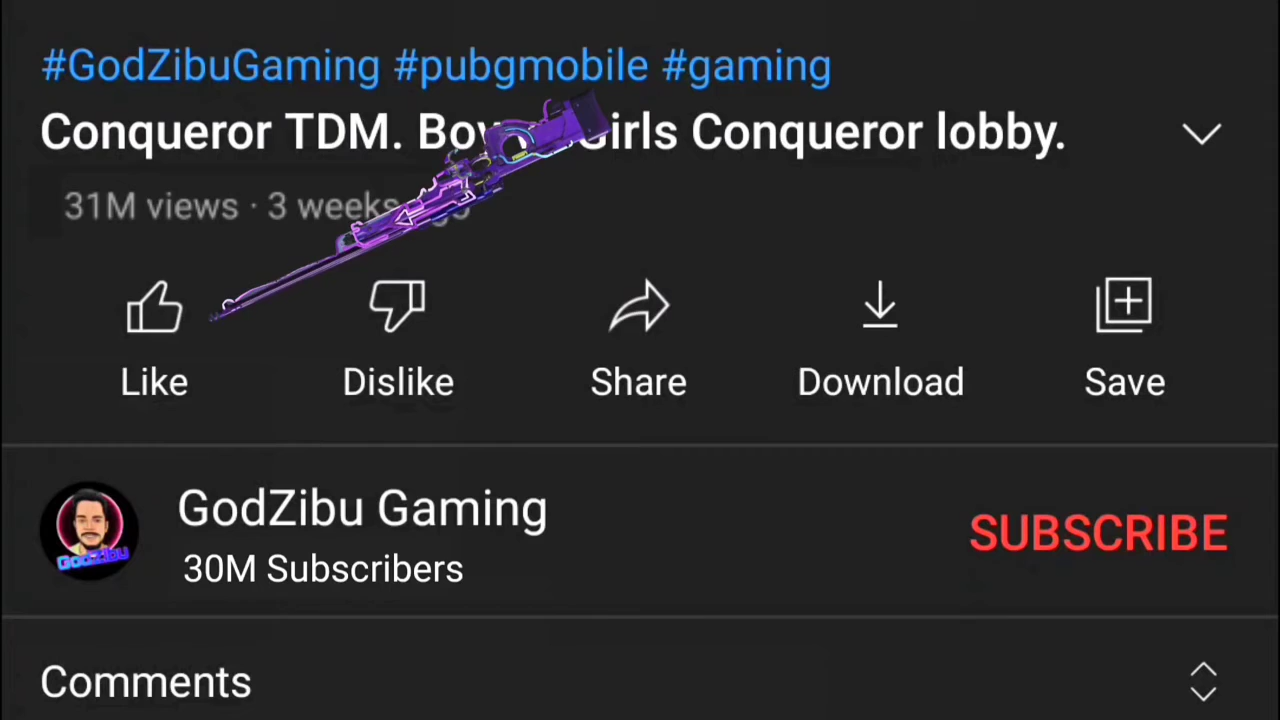 #GodZibuGaming #pubgmobile #gaming
Conqueror TDM. Girls Conqueror lobby.
31M views · 3 weeks
Like
Dislike
Share
Download
Save
GodZibu Gaming
30M Subscribers
SUBSCRIBE
GodZibu
Comments